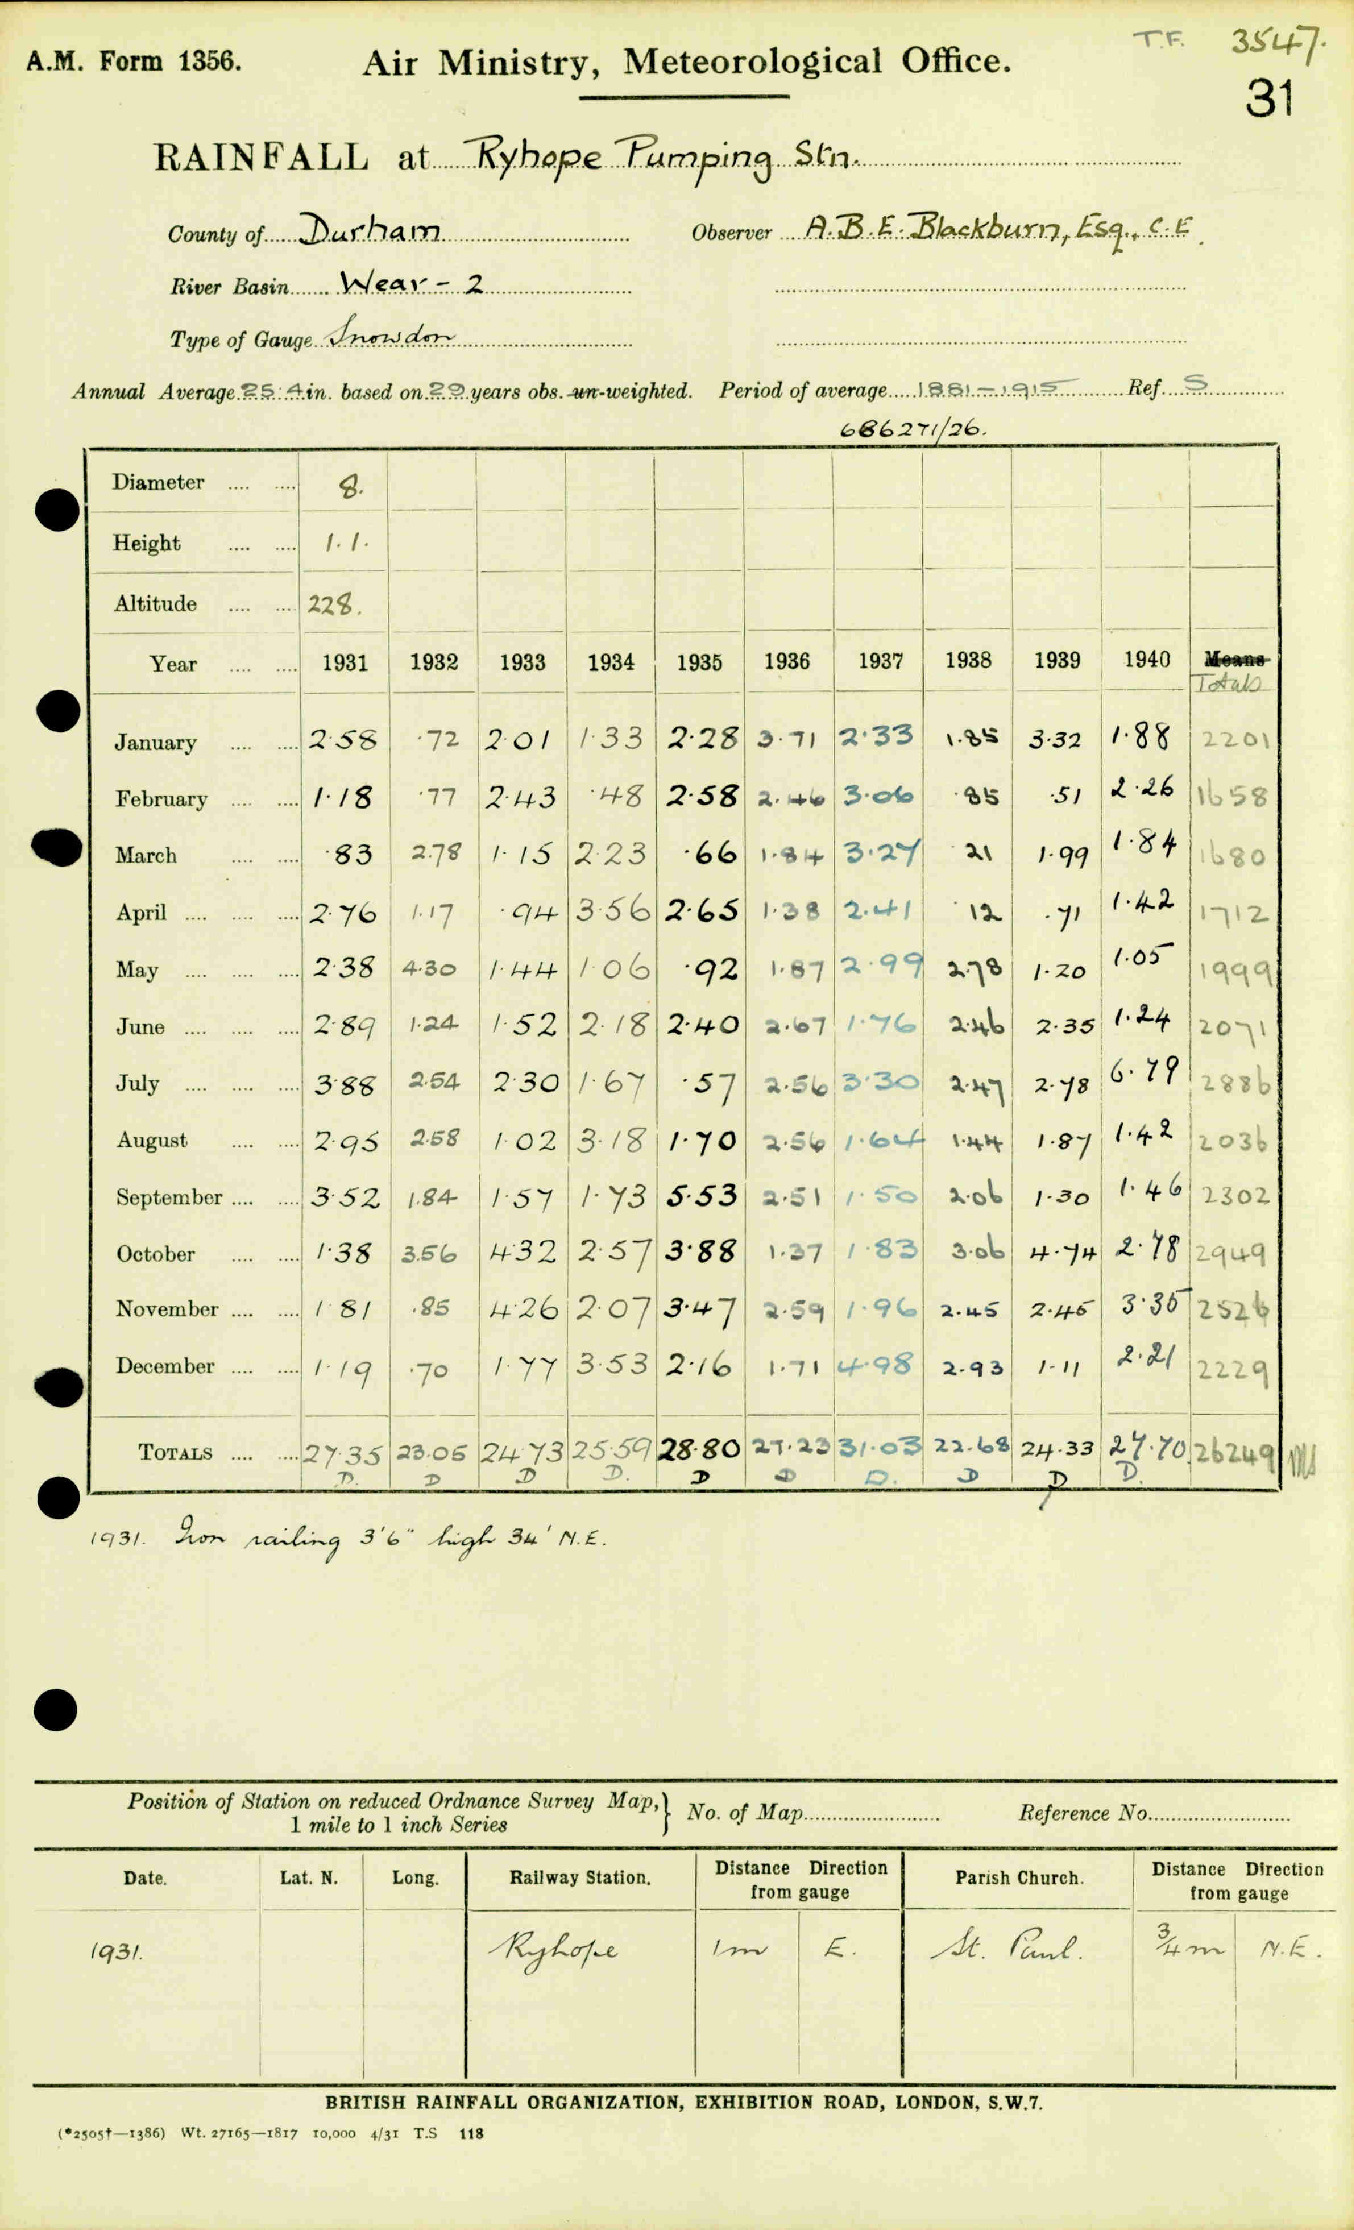 T.F. 3547.
A.M. Form 1356. Air Ministry, Meteorological Office.
31
RAINFALL at Ryhope Pumping Stn.
County of Durham Observer A.B.E. Blackburn, Esq., C.E.
River Basin Wear - 2
Type of Gauge Snowdon
Annual Average 25.4 in. based on 29 years obs. un-weighted. Period of average 1881-1915 Ref. S
686271/26.
Diameter 8.
Height 1.1.
Altitude 228.
Year 1931 1932 1933 1934 1935 1936 1937 1938 1939 1940 Means
Totals
January 2.58 .72 2.01 1.33 2.28 3.71 2.33 1.85 3.32 1.88 2201
February 1.18 .77 2.43 .48 2.58 2.46 3.06 .85 .51 2.26 1658
March .83 2.78 1.15 2.23 .66 1.84 3.27 .21 1.99 1.84 1680
April 2.76 1.17 .94 3.56 2.65 1.38 2.41 .12 .71 1.42 1712
May 2.38 4.30 1.44 1.06 .92 1.87 2.99 2.78 1.20 1.05 1999
June 2.89 1.24 1.52 2.18 2.40 2.67 1.76 2.46 2.35 1.24 2071
July 3.88 2.54 2.30 1.67 .57 2.56 3.30 2.47 2.78 6.79 2886
August 2.95 2.58 1.02 3.18 1.70 2.56 1.64 1.44 1.87 1.42 2036
September 3.52 1.84 1.57 1.73 5.53 2.51 1.50 2.06 1.30 1.46 2302
October 1.38 3.56 4.32 2.57 3.88 1.37 1.83 3.06 4.74 2.78 2949
November 1.81 .85 4.26 2.07 3.47 2.59 1.96 2.45 2.45 3.35 2526
December 1.19 .70 1.77 3.53 2.16 1.71 4.98 2.93 1.11 2.21 2229
TOTALS 27.35 23.05 24.73 25.59 28.80 27.23 31.03 22.68 24.33 27.70 26249
D. D D D. D D D. D D D.
1931. Iron railing 3'6" high 34' N.E.
Position of Station on reduced Ordnance Survey Map, } No. of Map Reference No.
1 mile to 1 inch Series
Date. Lat. N. Long. Railway Station. Distance Direction from gauge Parish Church. Distance Direction from gauge
1931. Ryhope 1m E. St. Paul. 3/4 m N.E.
BRITISH RAINFALL ORGANIZATION, EXHIBITION ROAD, LONDON, S.W.7.
(*2505†—1386) Wt. 27165—1817 10,000 4/31 T.S 118